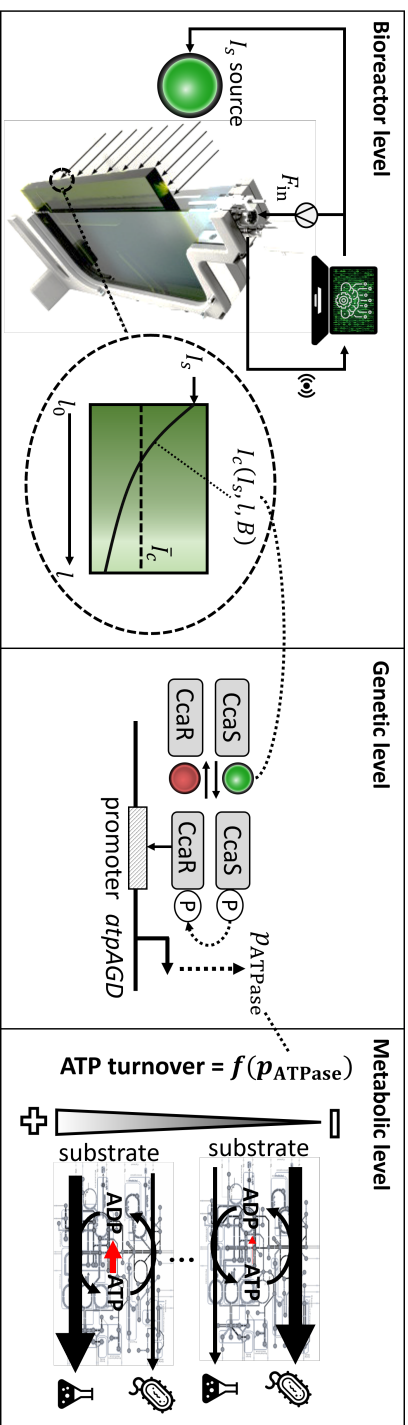 Bioreactor level
I_s source
F_in
I_s
I_c(I_s, l, B)
Ī_c
l_0
l
Genetic level
CcaS
CcaR
CcaS
P
CcaR
P
promoter
atpAGD
p_ATPase
Metabolic level
ATP turnover = f(p_ATPase)
substrate
ADP
ATP
...
substrate
ADP
ATP